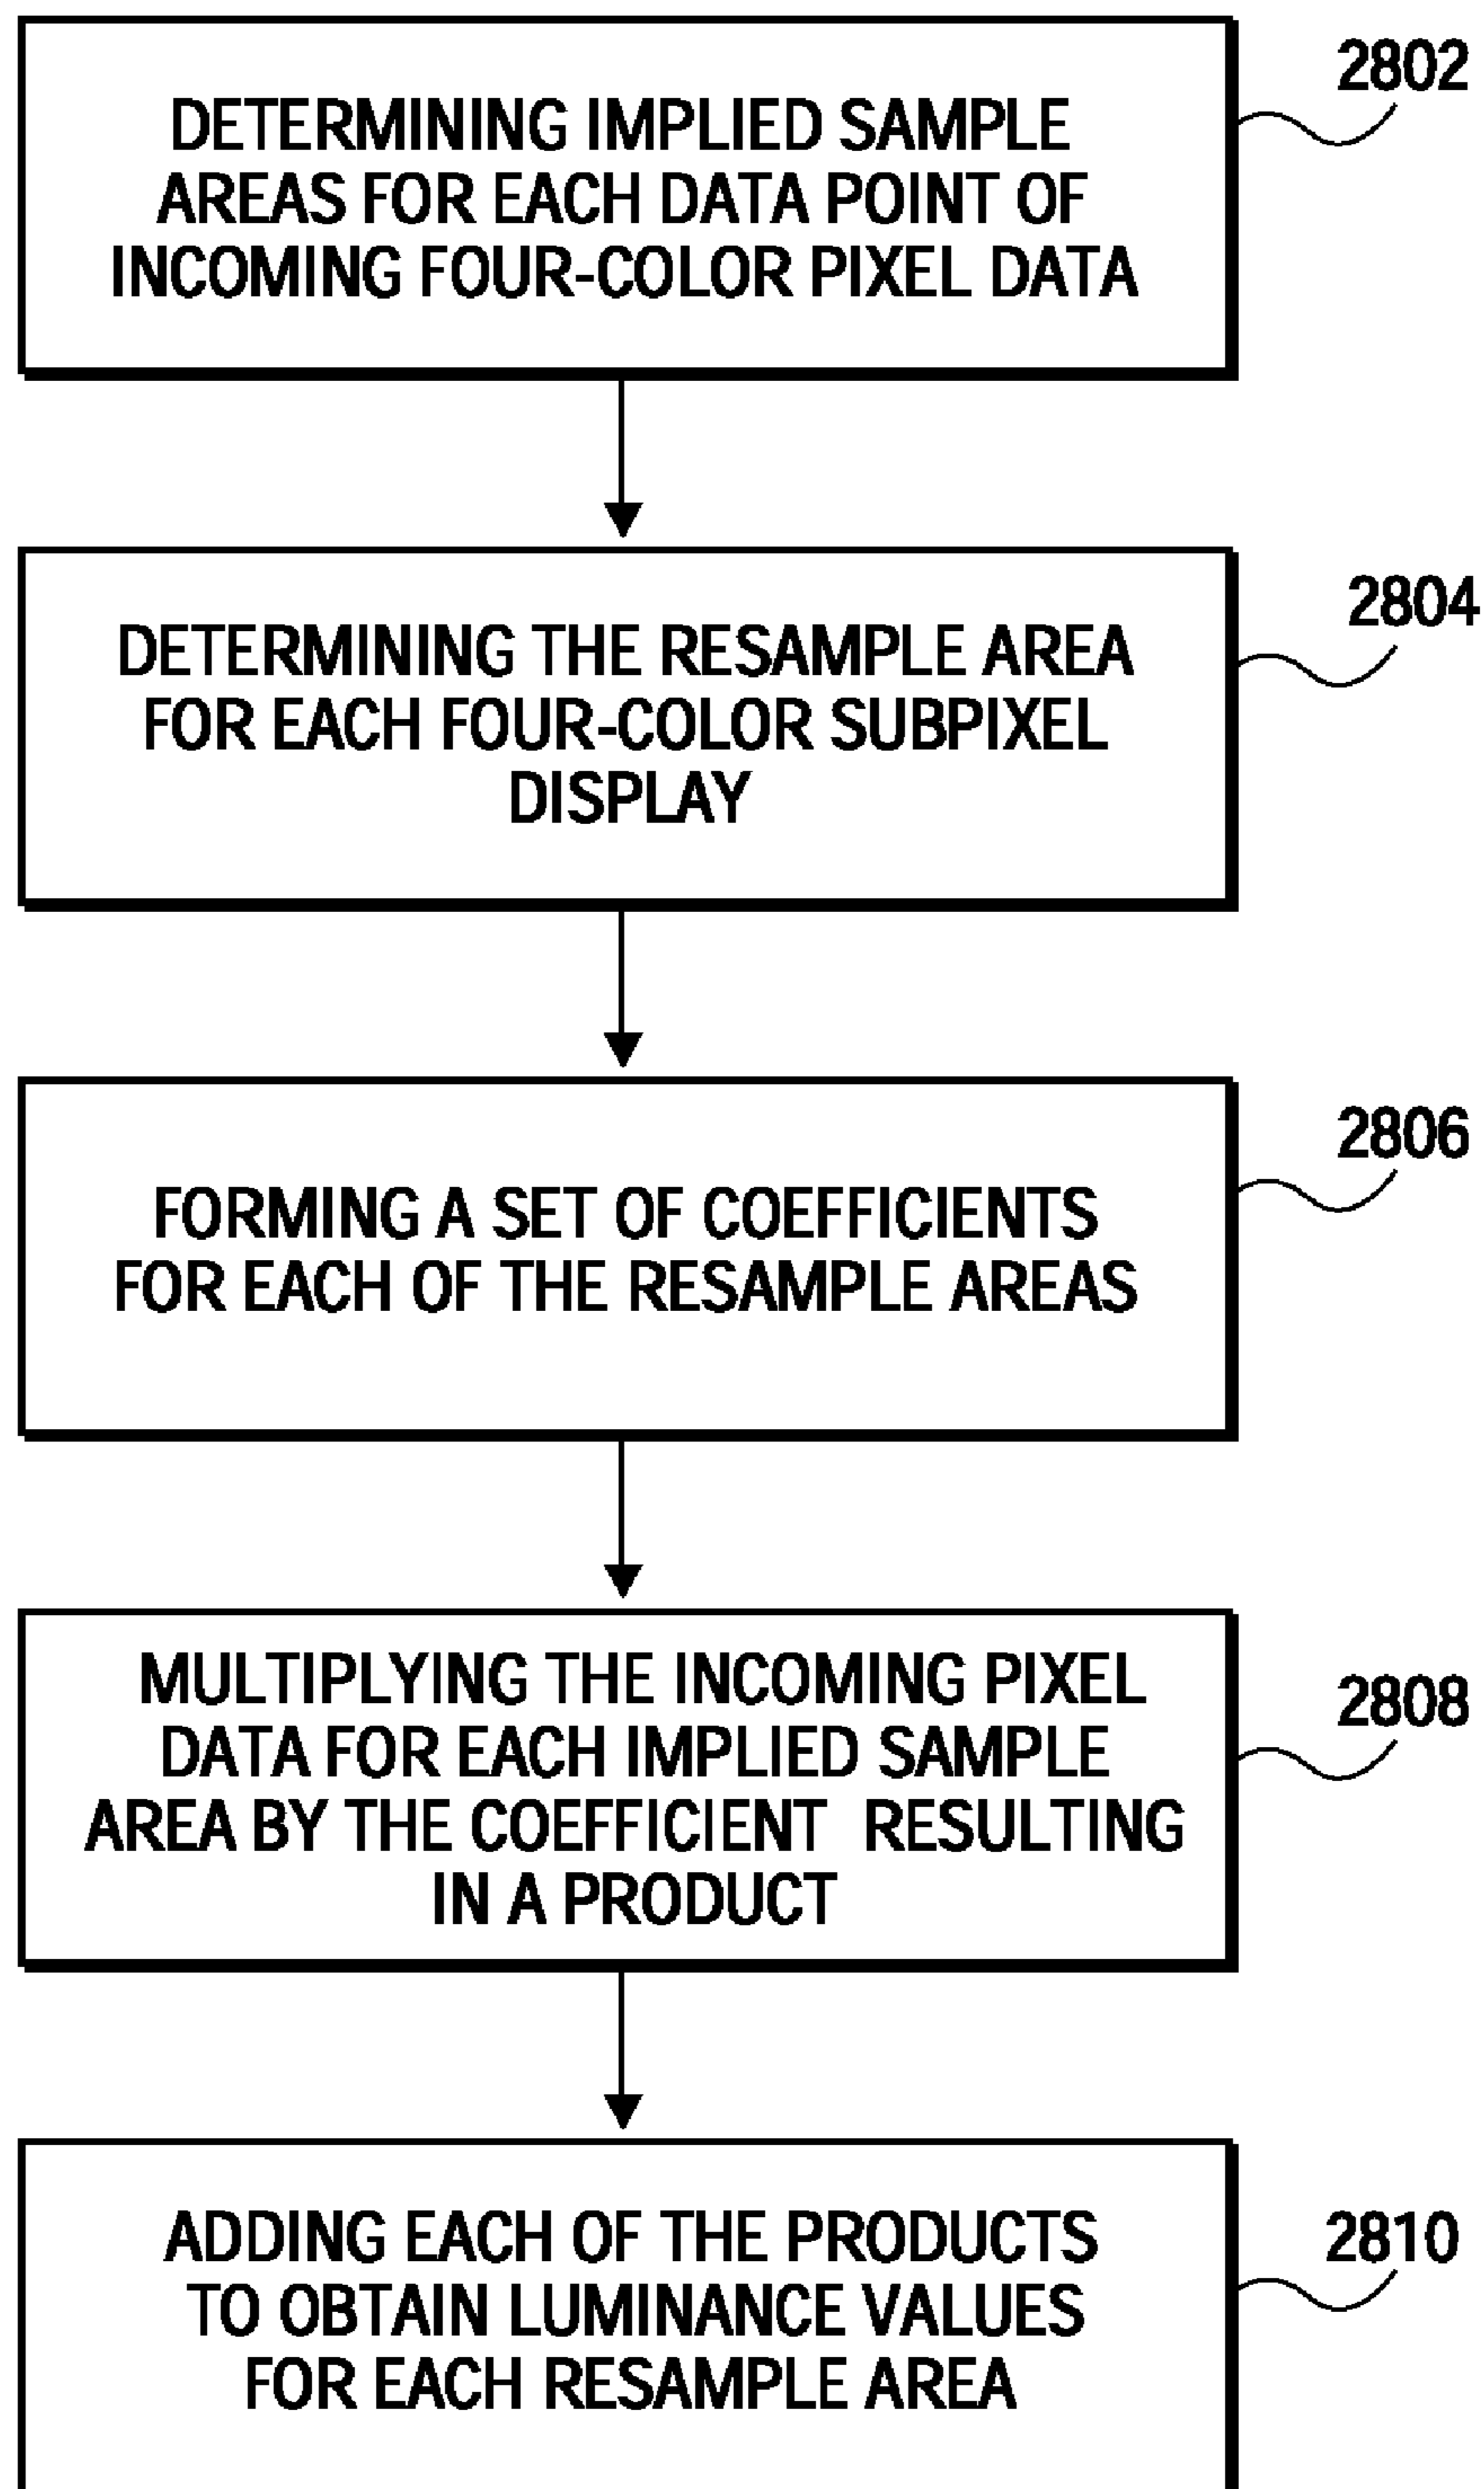 2802
DETERMINING IMPLIED SAMPLE
AREAS FOR EACH DATA POINT OF
INCOMING FOUR-COLOR PIXEL DATA
2804
DETERMINING THE RESAMPLE AREA
FOR EACH FOUR-COLOR SUBPIXEL
DISPLAY
2806
FORMING A SET OF COEFFICIENTS
FOR EACH OF THE RESAMPLE AREAS
2808
MULTIPLYING THE INCOMING PIXEL
DATA FOR EACH IMPLIED SAMPLE
AREA BY THE COEFFICIENT RESULTING
IN A PRODUCT
2810
ADDING EACH OF THE PRODUCTS
TO OBTAIN LUMINANCE VALUES
FOR EACH RESAMPLE AREA